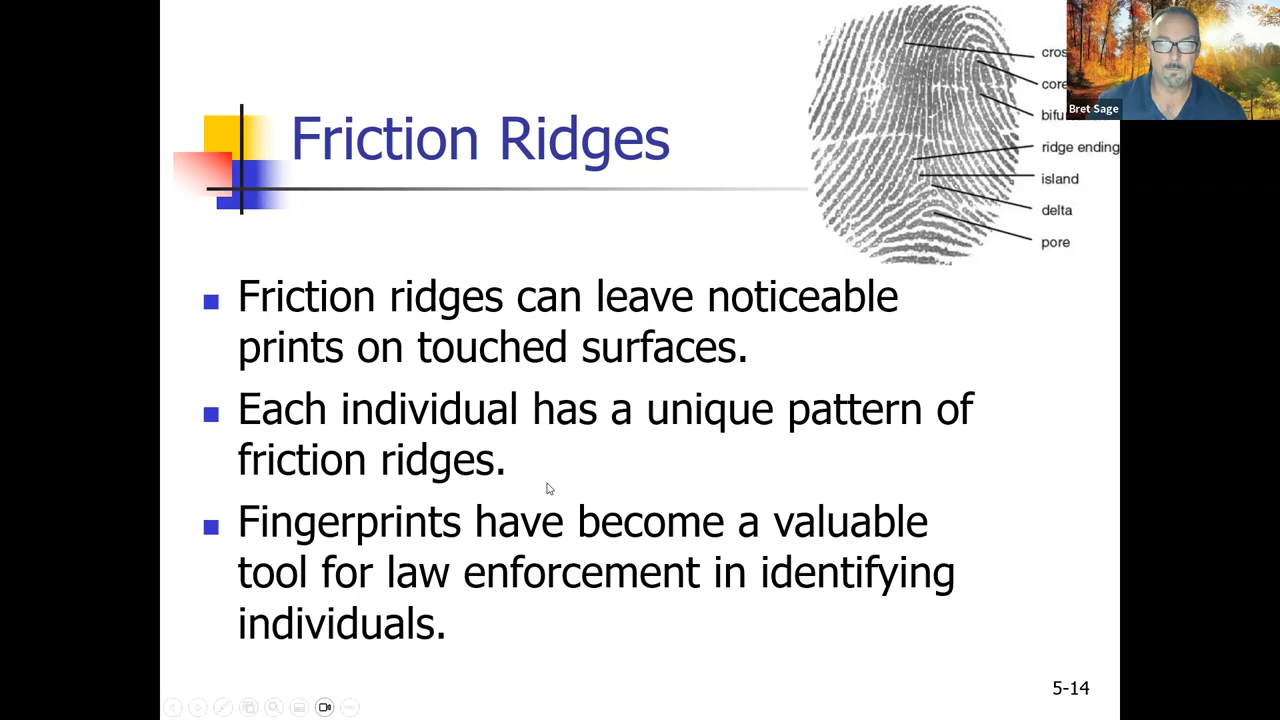 Friction Ridges
core
ridge ending
island
delta
pore
Bret Sage
Friction ridges can leave noticeable
prints on touched surfaces.
Each individual has a unique pattern of
friction ridges.
Fingerprints have become a valuable
tool for law enforcement in identifying
individuals.
5-14